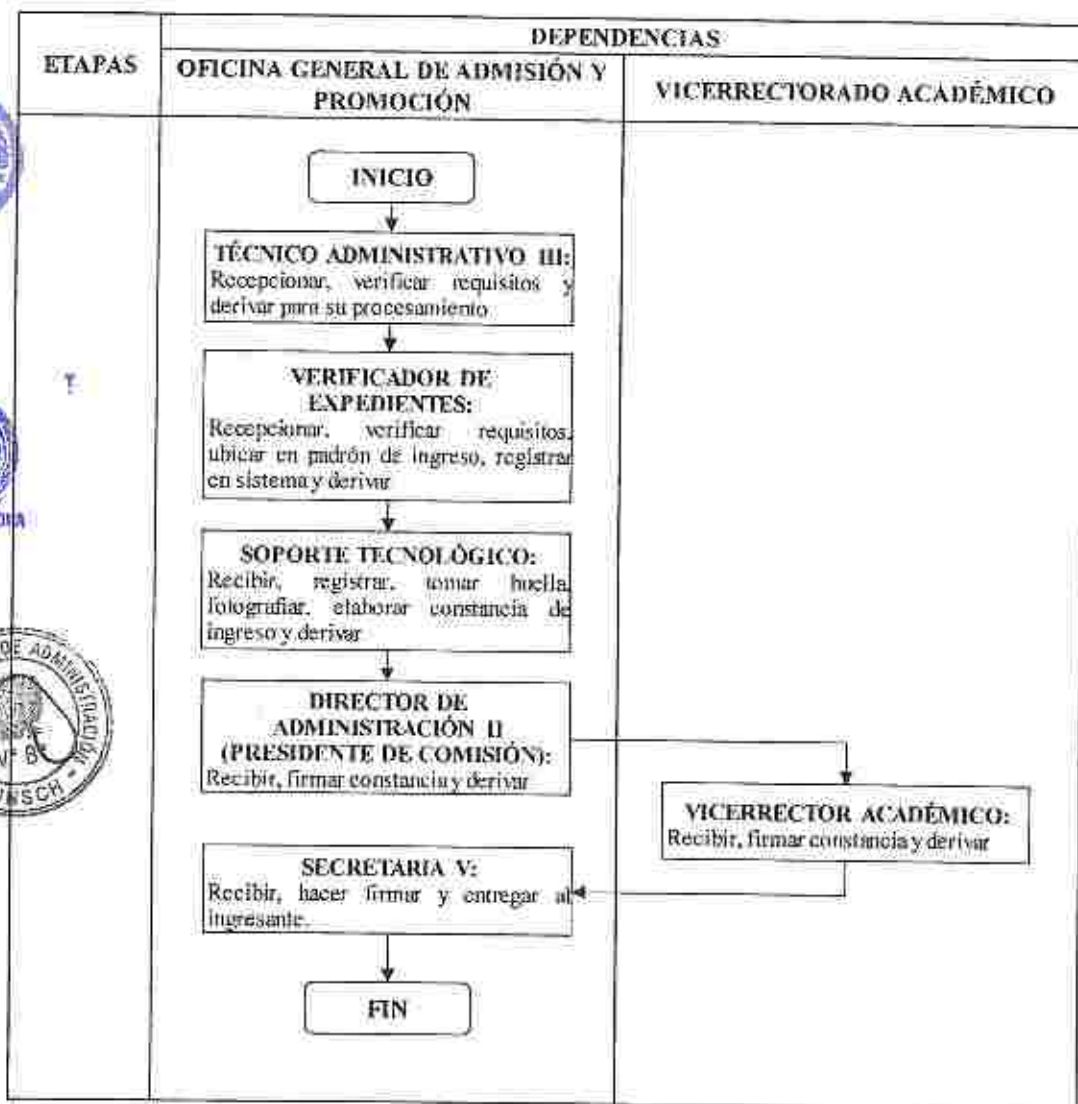 DEPENDENCIAS
ETAPAS
OFICINA GENERAL DE ADMISIÓN Y
PROMOCIÓN
VICERRECTORADO ACADÉMICO
INICIO
TÉCNICO ADMINISTRATIVO III:
Recepcionar, verificar requisitos y
derivar para su procesamiento
VERIFICADOR DE
EXPEDIENTES:
Recepcionar, verificar requisitos,
ubicar en padrón de ingreso, registrar
en sistema y derivar
SOPORTE TECNOLÓGICO:
Recibir, registrar, tomar huella,
fotografiar, elaborar constancia de
ingreso y derivar
DIRECTOR DE
ADMINISTRACIÓN II
(PRESIDENTE DE COMISIÓN):
Recibir, firmar constancia y derivar
VICERRECTOR ACADÉMICO:
Recibir, firmar constancia y derivar
SECRETARIA V:
Recibir, hacer firmar y entregar al
ingresante.
FIN
DE ADMINISTRACIÓN
UNSCH